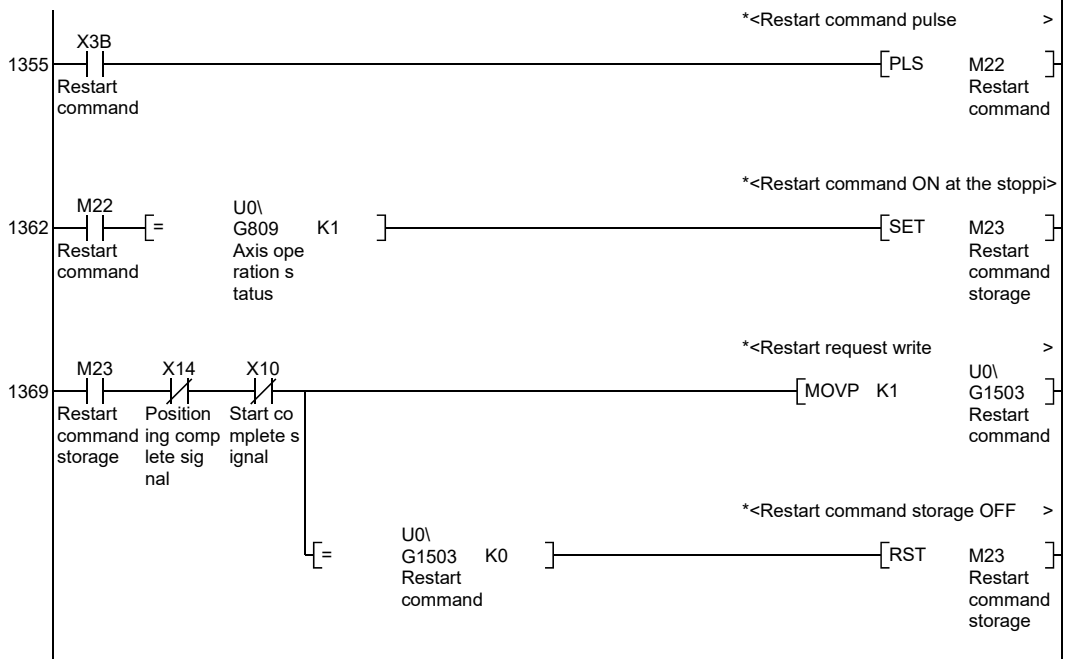 *<Restart command pulse >
X3B
1355 PLS M22
Restart Restart
command command
*<Restart command ON at the stoppi>
M22 U0\
1362 = G809 K1 SET M23
Restart Axis ope Restart
command ration s command
tatus storage
*<Restart request write >
M23 X14 X10 U0\
1369 MOVP K1 G1503
Restart Position Start co Restart
command ing comp mplete s command
storage lete sig ignal
nal
*<Restart command storage OFF >
U0\
= G1503 K0 RST M23
Restart Restart
command command
storage